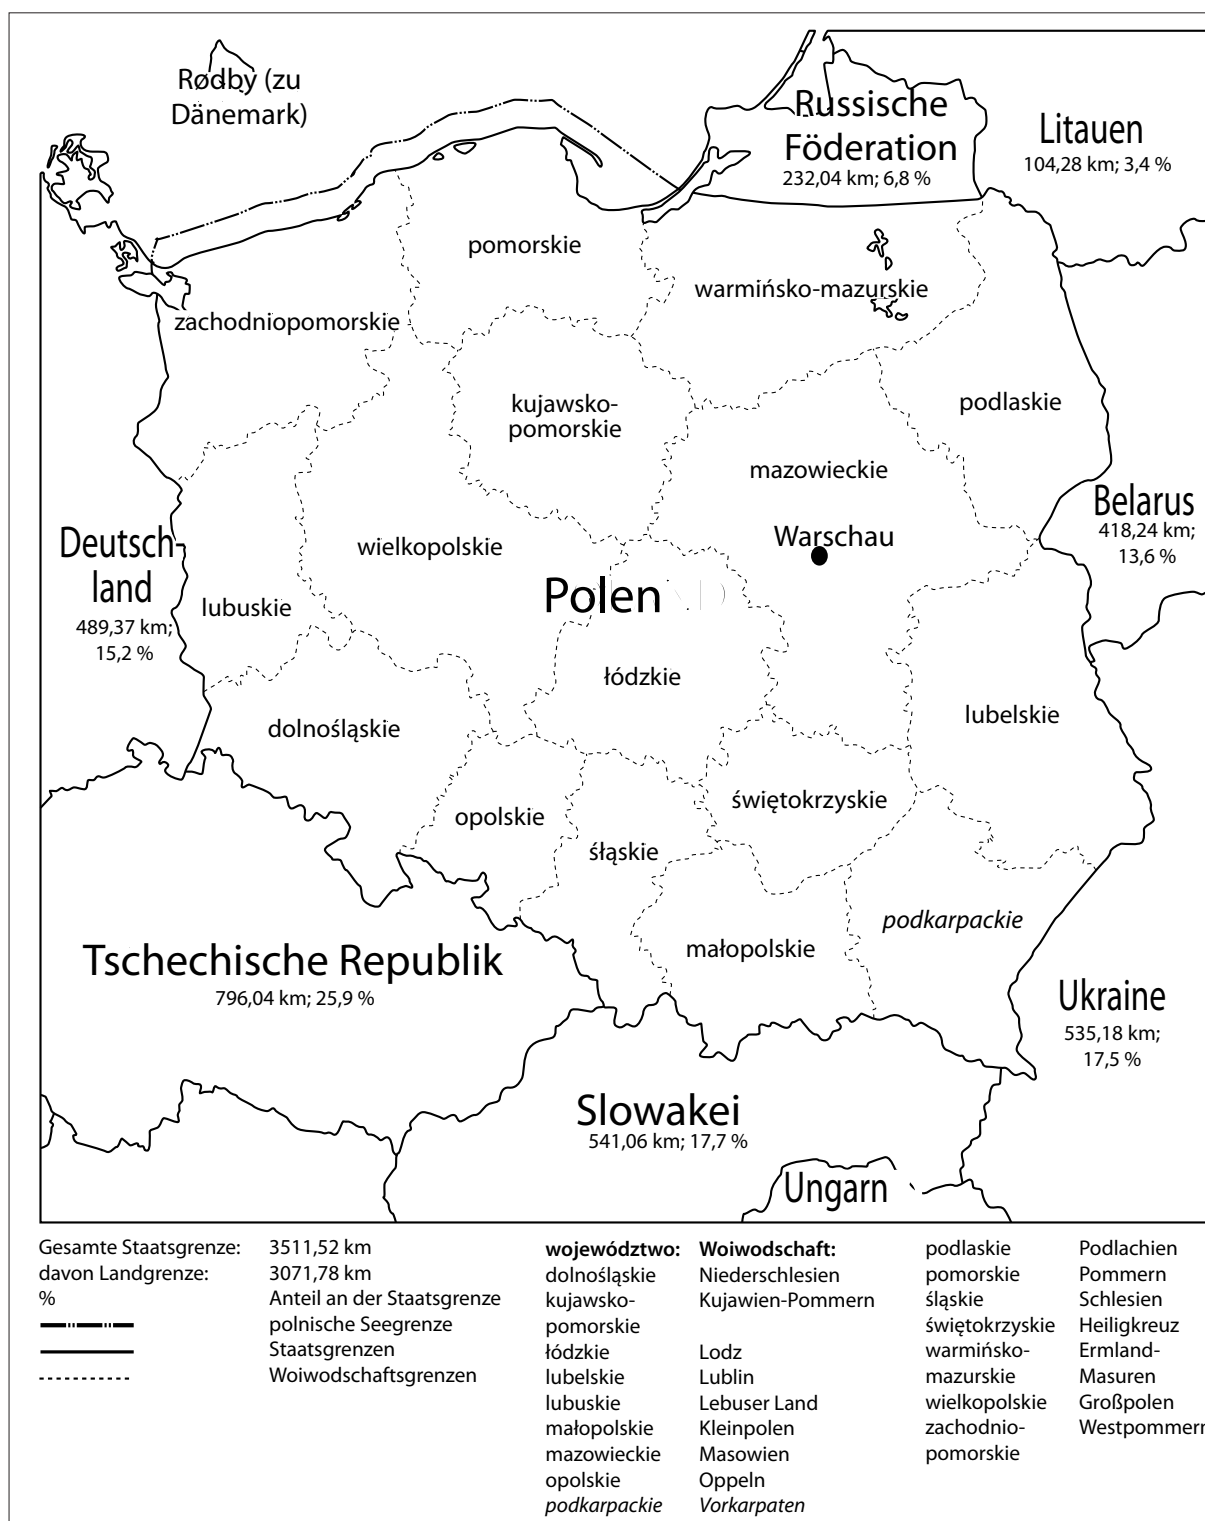 Rødby (zu
Dänemark)
Russische
Föderation
232,04 km; 6,8 %
Litauen
104,28 km; 3,4 %
pomorskie
warmińsko-mazurskie
zachodniopomorskie
kujawsko-
pomorskie
podlaskie
mazowieckie
Belarus
418,24 km;
13,6 %
Deutsch-
land
489,37 km;
15,2 %
wielkopolskie
Warschau
Polen
lubuskie
łódzkie
lubelskie
dolnośląskie
opolskie
świętokrzyskie
śłąskie
podkarpackie
małopolskie
Tschechische Republik
796,04 km; 25,9 %
Ukraine
535,18 km;
17,5 %
Slowakei
541,06 km; 17,7 %
Ungarn
Gesamte Staatsgrenze: 3511,52 km
davon Landgrenze: 3071,78 km
% Anteil an der Staatsgrenze
polnische Seegrenze
Staatsgrenzen
Woiwodschaftsgrenzen
województwo: Woiwodschaft:
dolnośląskie Niederschlesien
kujawsko- Kujawien-Pommern
pomorskie
łódzkie Lodz
lubelskie Lublin
lubuskie Lebuser Land
małopolskie Kleinpolen
mazowieckie Masowien
opolskie Oppeln
podkarpackie Vorkarpaten
podlaskie Podlachien
pomorskie Pommern
śląskie Schlesien
świętokrzyskie Heiligkreuz
warmińsko- Ermland-
mazurskie Masuren
wielkopolskie Großpolen
zachodnio- Westpommern
pomorskie